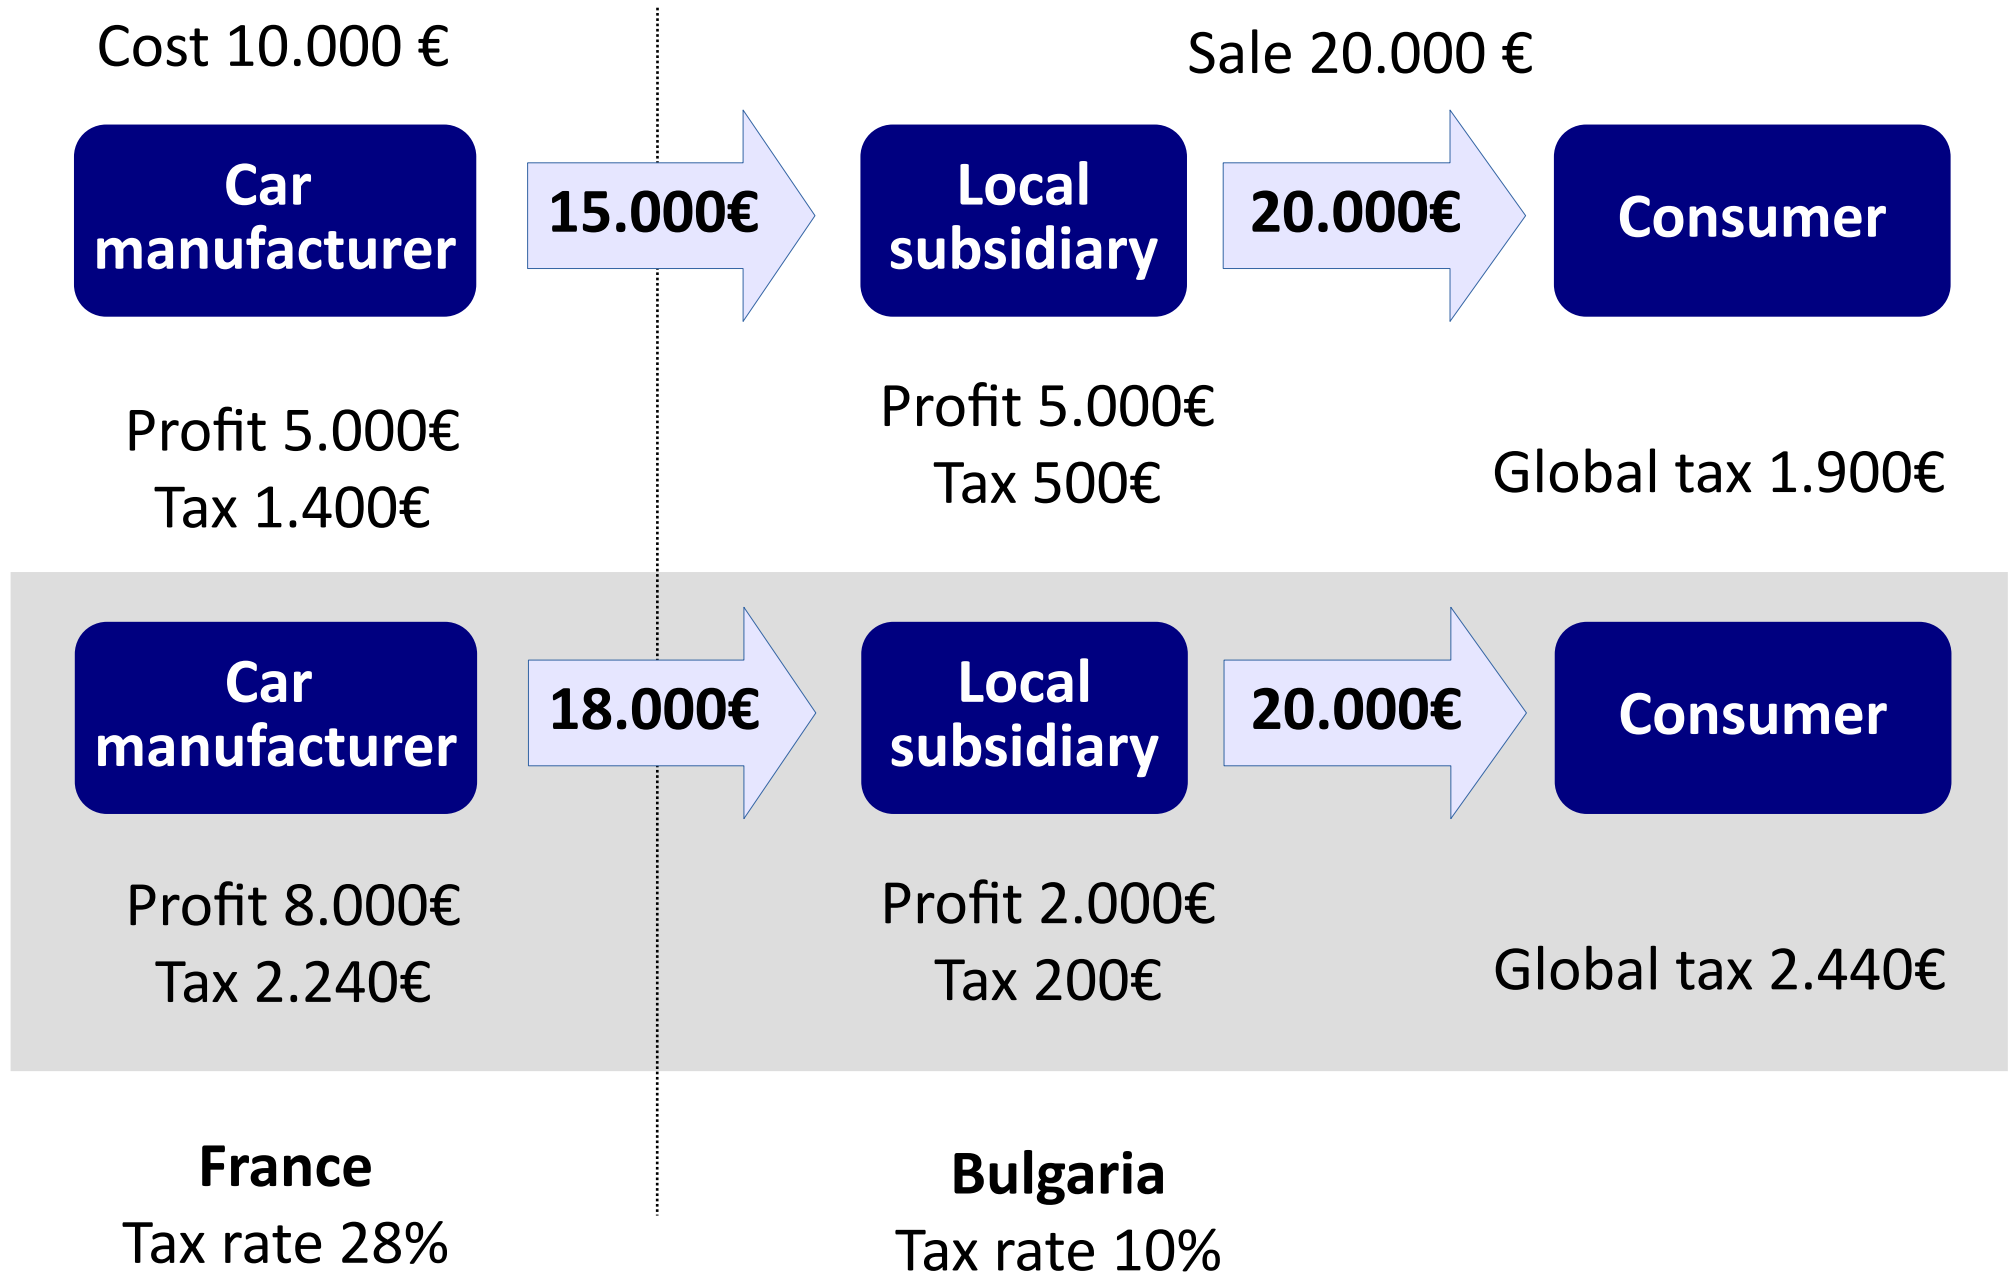 Cost 10.000 €
Sale 20.000 €
Car
manufacturer
15.000€
Local
subsidiary
20.000€
Consumer
Profit 5.000€
Tax 1.400€
Profit 5.000€
Tax 500€
Global tax 1.900€
Car
manufacturer
18.000€
Local
subsidiary
20.000€
Consumer
Profit 8.000€
Tax 2.240€
Profit 2.000€
Tax 200€
Global tax 2.440€
France
Tax rate 28%
Bulgaria
Tax rate 10%